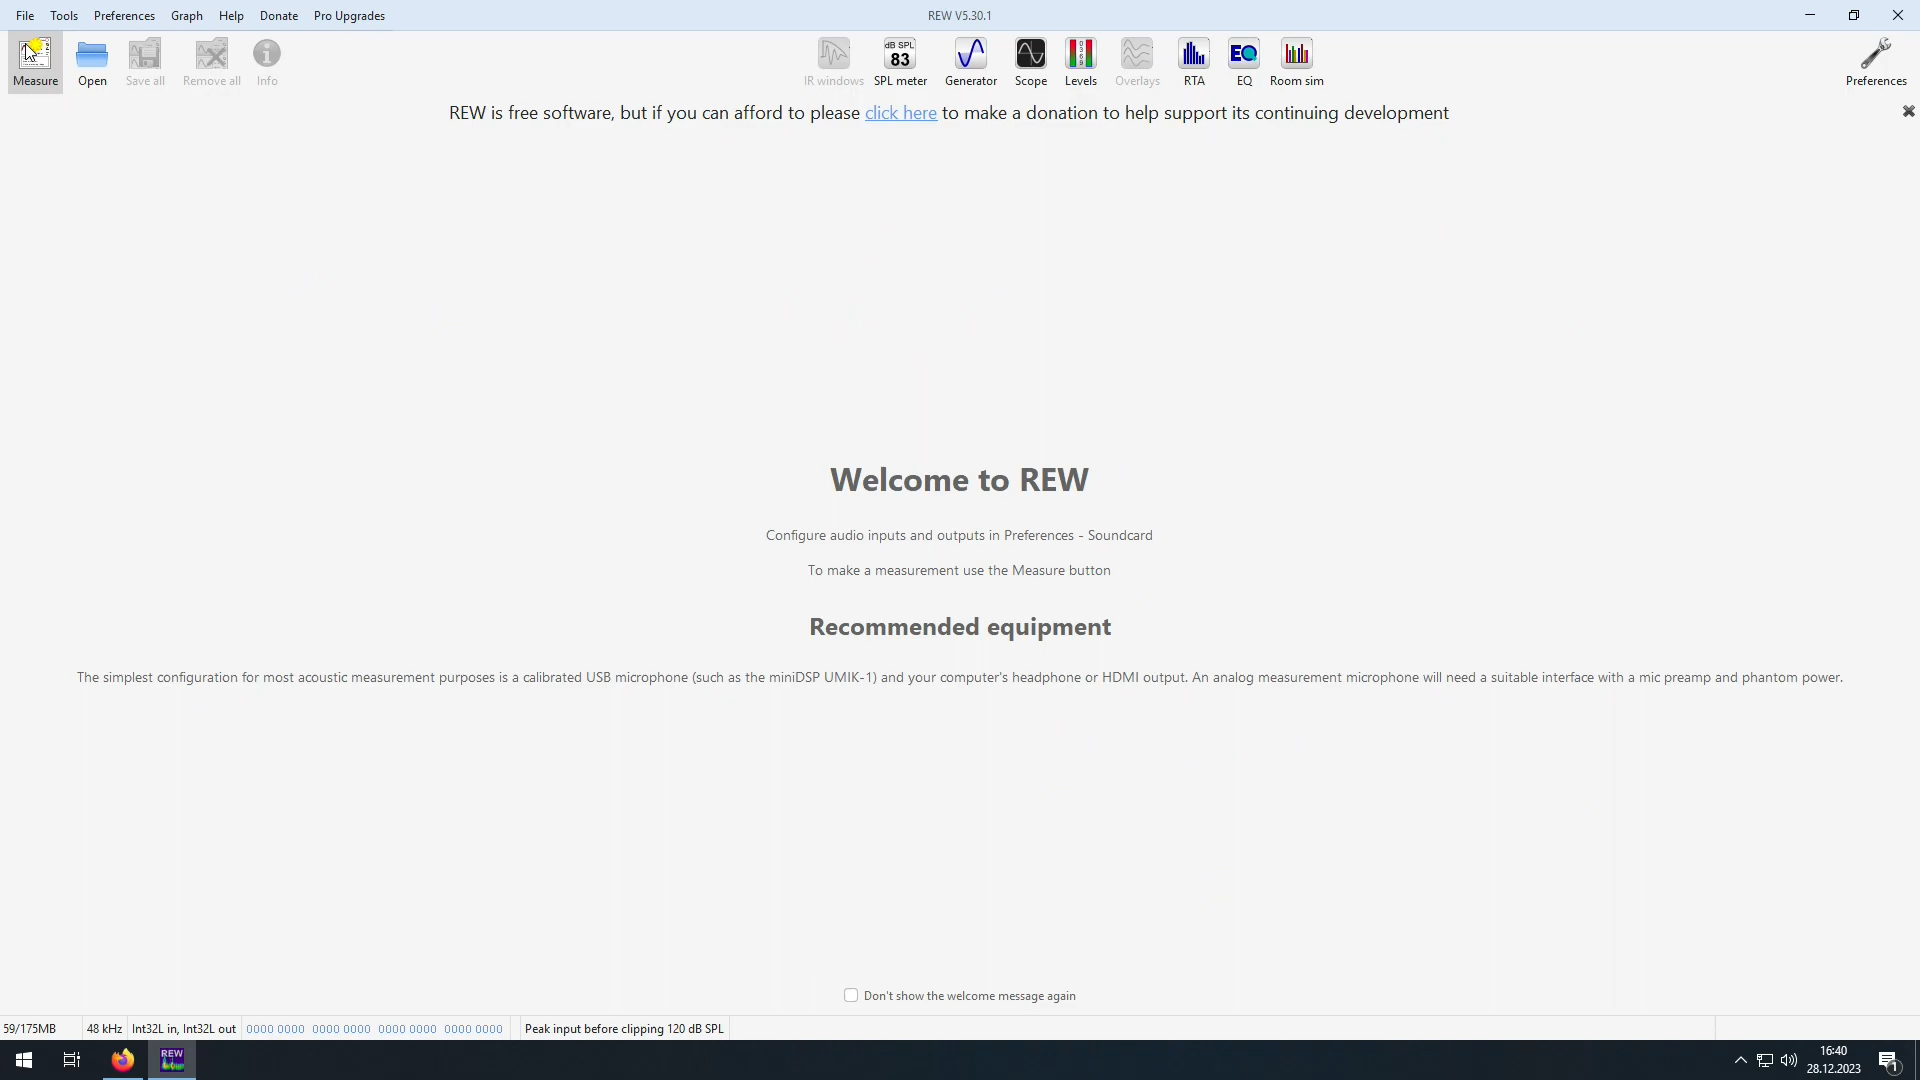 File Tools Preferences Graph Help Donate Pro Upgrades
REW V5.30.1
Measure Open Save all Remove all Info
dB SPL
83
EQ
IR windows SPL meter Generator Scope Levels Overlays RTA EQ Room sim Preferences
REW is free software, but if you can afford to please click here to make a donation to help support its continuing development
Welcome to REW
Configure audio inputs and outputs in Preferences - Soundcard
To make a measurement use the Measure button
Recommended equipment
The simplest configuration for most acoustic measurement purposes is a calibrated USB microphone (such as the miniDSP UMIK-1) and your computer's headphone or HDMI output. An analog measurement microphone will need a suitable interface with a mic preamp and phantom power.
Don't show the welcome message again
59/175MB 48 kHz Int32L in, Int32L out 0000 0000 0000 0000 0000 0000 0000 0000 Peak input before clipping 120 dB SPL
REW
16:40
28.12.2023
1